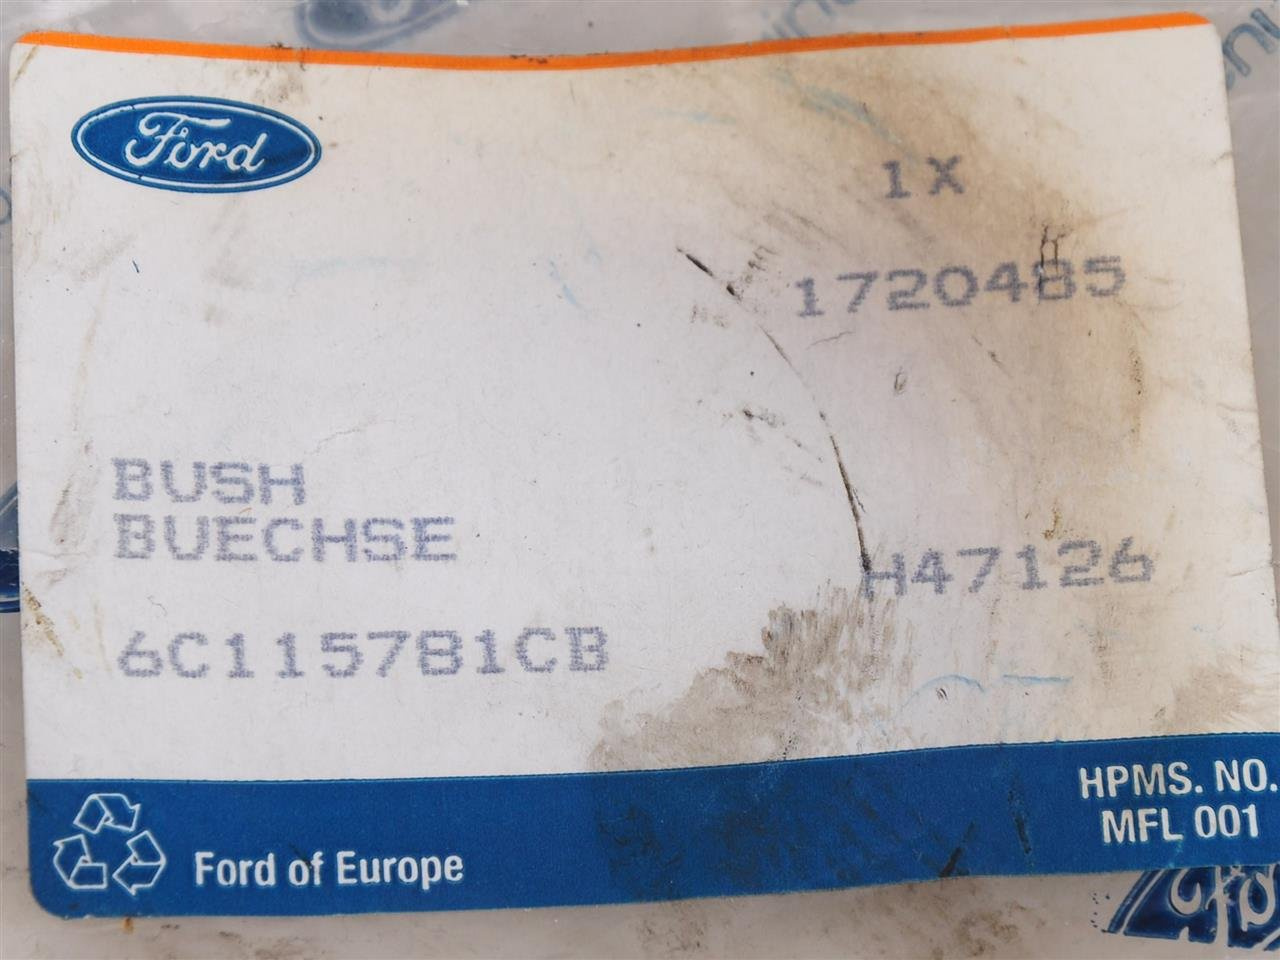 Ford
1X
1720485
BUSH
BUECHSE
H47126
6C115781CB
HPMS. NO.
MFL 001
Ford of Europe